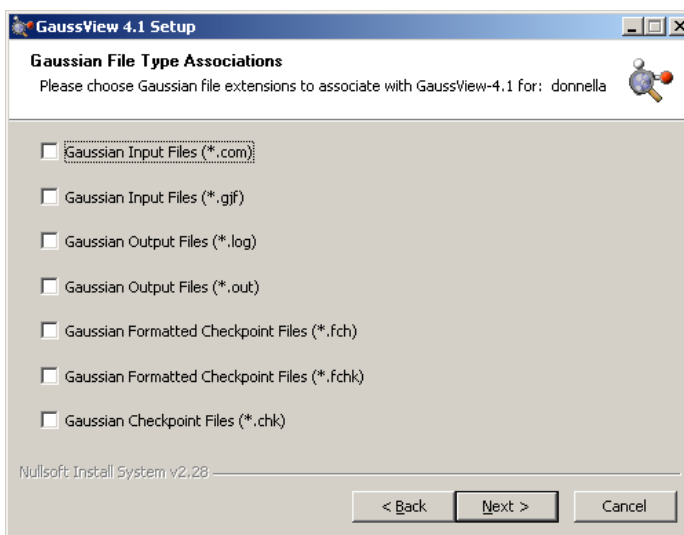 GaussView 4.1 Setup
Gaussian File Type Associations
Please choose Gaussian file extensions to associate with GaussView-4.1 for: donnella
Gaussian Input Files (*.com)
Gaussian Input Files (*.gjf)
Gaussian Output Files (*.log)
Gaussian Output Files (*.out)
Gaussian Formatted Checkpoint Files (*.fch)
Gaussian Formatted Checkpoint Files (*.fchk)
Gaussian Checkpoint Files (*.chk)
Nullsoft Install System v2.28
< Back Next > Cancel